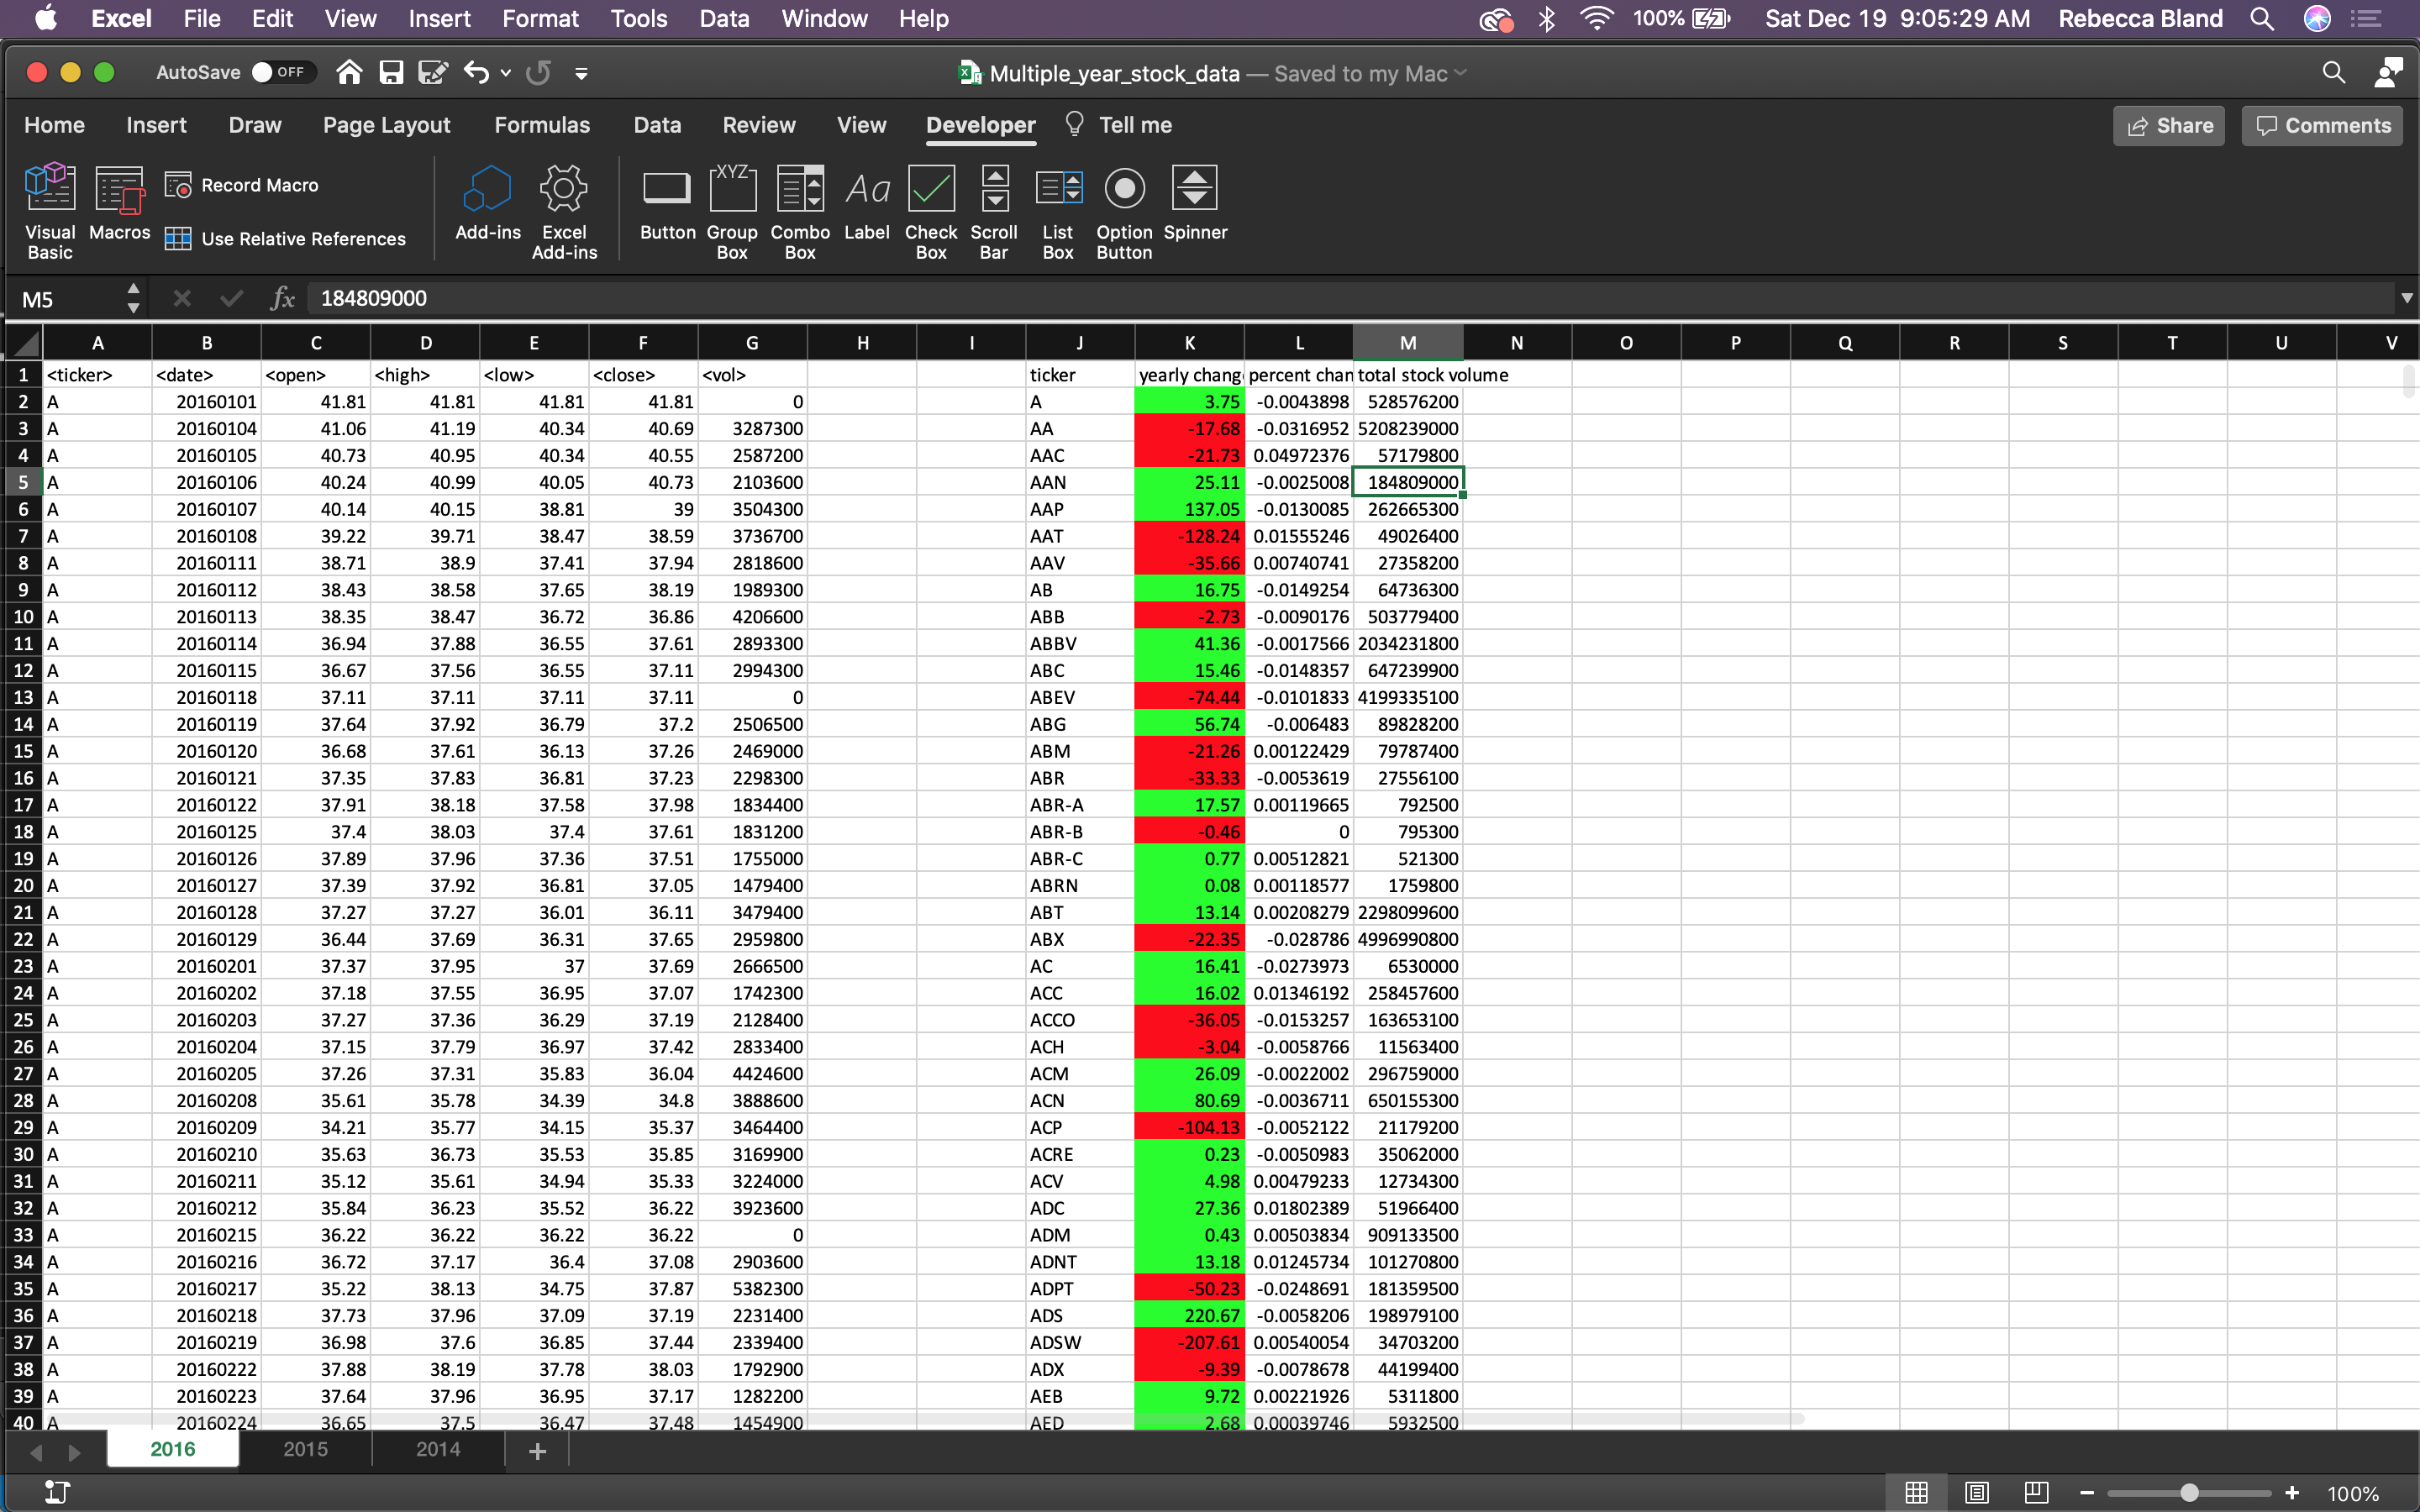 Excel File Edit View Insert Format Tools Data Window Help 100% Sat Dec 19 9:05:29 AM Rebecca Bland
AutoSave OFF Multiple_year_stock_data — Saved to my Mac
Home Insert Draw Page Layout Formulas Data Review View Developer Tell me Share Comments
Visual Basic Macros Record Macro Use Relative References Add-ins Excel Add-ins Button XYZ Group Box Combo Box Aa Label Check Box Scroll Bar List Box Option Button Spinner
M5 fx 184809000
A B C D E F G H I J K L M N O P Q R S T U V
1 <ticker> <date> <open> <high> <low> <close> <vol> ticker yearly chang percent chan total stock volume
2 A 20160101 41.81 41.81 41.81 41.81 0 A 3.75 -0.0043898 528576200
3 A 20160104 41.06 41.19 40.34 40.69 3287300 AA -17.68 -0.0316952 5208239000
4 A 20160105 40.73 40.95 40.34 40.55 2587200 AAC -21.73 0.04972376 57179800
5 A 20160106 40.24 40.99 40.05 40.73 2103600 AAN 25.11 -0.0025008 184809000
6 A 20160107 40.14 40.15 38.81 39 3504300 AAP 137.05 -0.0130085 262665300
7 A 20160108 39.22 39.71 38.47 38.59 3736700 AAT -128.24 0.01555246 49026400
8 A 20160111 38.71 38.9 37.41 37.94 2818600 AAV -35.66 0.00740741 27358200
9 A 20160112 38.43 38.58 37.65 38.19 1989300 AB 16.75 -0.0149254 64736300
10 A 20160113 38.35 38.47 36.72 36.86 4206600 ABB -2.73 -0.0090176 503779400
11 A 20160114 36.94 37.88 36.55 37.61 2893300 ABBV 41.36 -0.0017566 2034231800
12 A 20160115 36.67 37.56 36.55 37.11 2994300 ABC 15.46 -0.0148357 647239900
13 A 20160118 37.11 37.11 37.11 37.11 0 ABEV -74.44 -0.0101833 4199335100
14 A 20160119 37.64 37.92 36.79 37.2 2506500 ABG 56.74 -0.006483 89828200
15 A 20160120 36.68 37.61 36.13 37.26 2469000 ABM -21.26 0.00122429 79787400
16 A 20160121 37.35 37.83 36.81 37.23 2298300 ABR -33.33 -0.0053619 27556100
17 A 20160122 37.91 38.18 37.58 37.98 1834400 ABR-A 17.57 0.00119665 792500
18 A 20160125 37.4 38.03 37.4 37.61 1831200 ABR-B -0.46 0 795300
19 A 20160126 37.89 37.96 37.36 37.51 1755000 ABR-C 0.77 0.00512821 521300
20 A 20160127 37.39 37.92 36.81 37.05 1479400 ABRN 0.08 0.00118577 1759800
21 A 20160128 37.27 37.27 36.01 36.11 3479400 ABT 13.14 0.00208279 2298099600
22 A 20160129 36.44 37.69 36.31 37.65 2959800 ABX -22.35 -0.028786 4996990800
23 A 20160201 37.37 37.95 37 37.69 2666500 AC 16.41 -0.0273973 6530000
24 A 20160202 37.18 37.55 36.95 37.07 1742300 ACC 16.02 0.01346192 258457600
25 A 20160203 37.27 37.36 36.29 37.19 2128400 ACCO -36.05 -0.0153257 163653100
26 A 20160204 37.15 37.79 36.97 37.42 2833400 ACH -3.04 -0.0058766 11563400
27 A 20160205 37.26 37.31 35.83 36.04 4424600 ACM 26.09 -0.0022002 296759000
28 A 20160208 35.61 35.78 34.39 34.8 3888600 ACN 80.69 -0.0036711 650155300
29 A 20160209 34.21 35.77 34.15 35.37 3464400 ACP -104.13 -0.0052122 21179200
30 A 20160210 35.63 36.73 35.53 35.85 3169900 ACRE 0.23 -0.0050983 35062000
31 A 20160211 35.12 35.61 34.94 35.33 3224000 ACV 4.98 0.00479233 12734300
32 A 20160212 35.84 36.23 35.52 36.22 3923600 ADC 27.36 0.01802389 51966400
33 A 20160215 36.22 36.22 36.22 36.22 0 ADM 0.43 0.00503834 909133500
34 A 20160216 36.72 37.17 36.4 37.08 2903600 ADNT 13.18 0.01245734 101270800
35 A 20160217 35.22 38.13 34.75 37.87 5382300 ADPT -50.23 -0.0248691 181359500
36 A 20160218 37.73 37.96 37.09 37.19 2231400 ADS 220.67 -0.0058206 198979100
37 A 20160219 36.98 37.6 36.85 37.44 2339400 ADSW -207.61 0.00540054 34703200
38 A 20160222 37.88 38.19 37.78 38.03 1792900 ADX -9.39 -0.0078678 44199400
39 A 20160223 37.64 37.96 36.95 37.17 1282200 AEB 9.72 0.00221926 5311800
40 A 20160224 36.65 37.5 36.47 37.48 1454900 AED 2.68 0.00039746 5932500
2016 2015 2014 +
100%